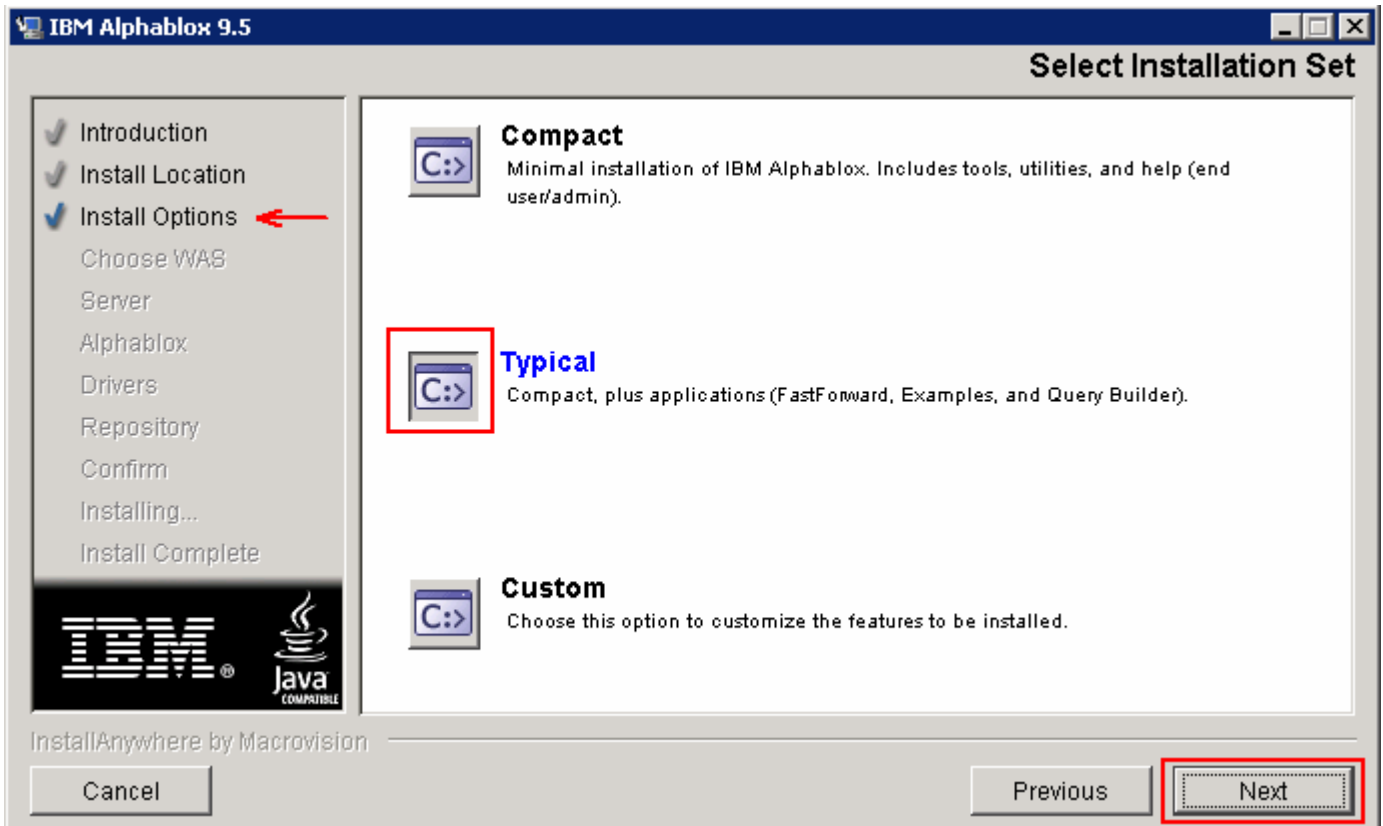 IBM Alphablox 9.5
Select Installation Set
Introduction
Install Location
Install Options
Choose WAS
Server
Alphablox
Drivers
Repository
Confirm
Installing...
Install Complete
IBM®
Java
COMPATIBLE
C:>
Compact
Minimal installation of IBM Alphablox. Includes tools, utilities, and help (end
user/admin).
C:>
Typical
Compact, plus applications (FastForward, Examples, and Query Builder).
C:>
Custom
Choose this option to customize the features to be installed.
InstallAnywhere by Macrovision
Cancel
Previous
Next